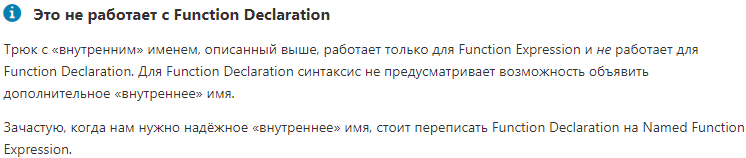 Это не работает с Function Declaration
Трюк с «внутренним» именем, описанный выше, работает только для Function Expression и не работает для
Function Declaration. Для Function Declaration синтаксис не предусматривает возможность объявить
дополнительное «внутреннее» имя.
Зачастую, когда нам нужно надёжное «внутреннее» имя, стоит переписать Function Declaration на Named Function
Expression.